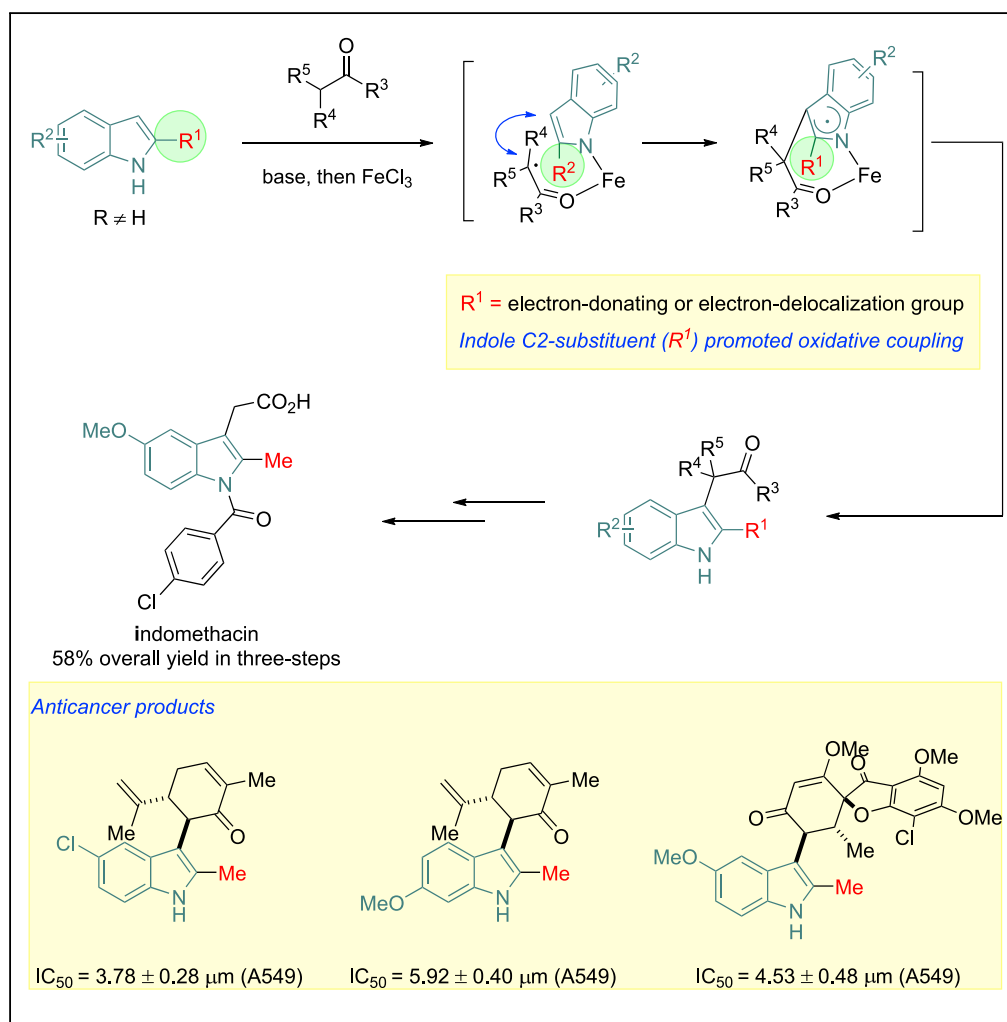 R² R¹ N H
R ≠ H
R⁵ R⁴ O R³
base, then FeCl₃
R² R⁴ R⁵ R² N Fe R³ O
R² R⁴ R⁵ R¹ N Fe R³ O
R¹ = electron-donating or electron-delocalization group
Indole C2-substituent (R¹) promoted oxidative coupling
CO₂H
MeO
Me
N
O
Cl
indomethacin
58% overall yield in three-steps
R⁵ O
R⁴ R³
R² R¹
N
H
Anticancer products
Me
O
Me
Cl
Me
N
H
IC₅₀ = 3.78 ± 0.28 μm (A549)
Me
O
Me
Me
MeO
N
H
IC₅₀ = 5.92 ± 0.40 μm (A549)
OMe
O
OMe
O
O
OMe
Cl
Me
MeO
Me
N
H
IC₅₀ = 4.53 ± 0.48 μm (A549)